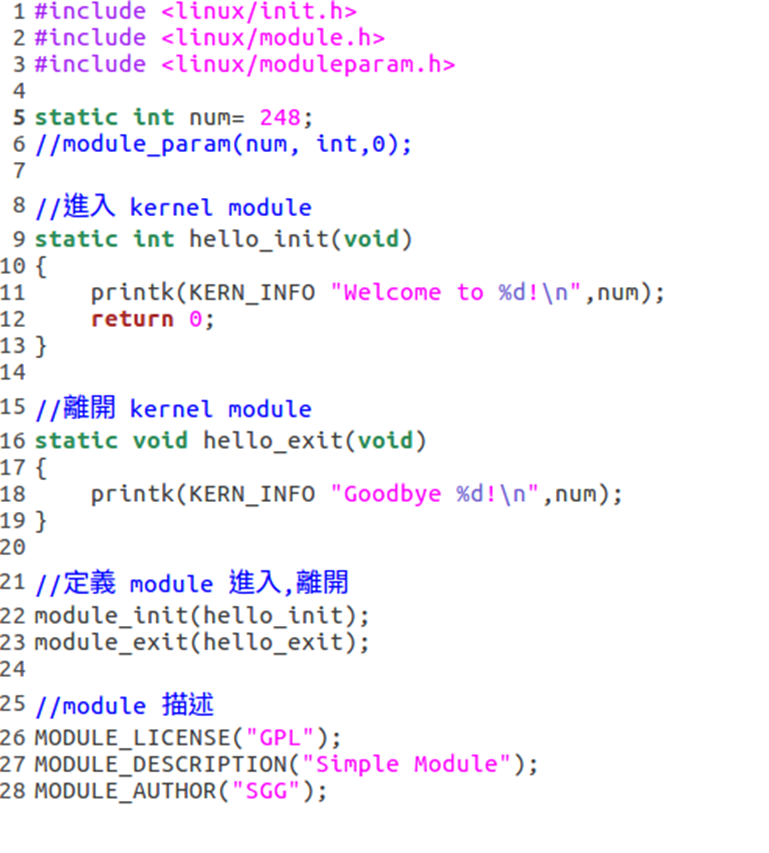 1 #include <linux/init.h>
2 #include <linux/module.h>
3 #include <linux/moduleparam.h>
4
5 static int num= 248;
6 //module_param(num, int,0);
7
8 //進入 kernel module
9 static int hello_init(void)
10 {
11     printk(KERN_INFO "Welcome to %d!\n",num);
12     return 0;
13 }
14
15 //離開 kernel module
16 static void hello_exit(void)
17 {
18     printk(KERN_INFO "Goodbye %d!\n",num);
19 }
20
21 //定義 module 進入,離開
22 module_init(hello_init);
23 module_exit(hello_exit);
24
25 //module 描述
26 MODULE_LICENSE("GPL");
27 MODULE_DESCRIPTION("Simple Module");
28 MODULE_AUTHOR("SGG");